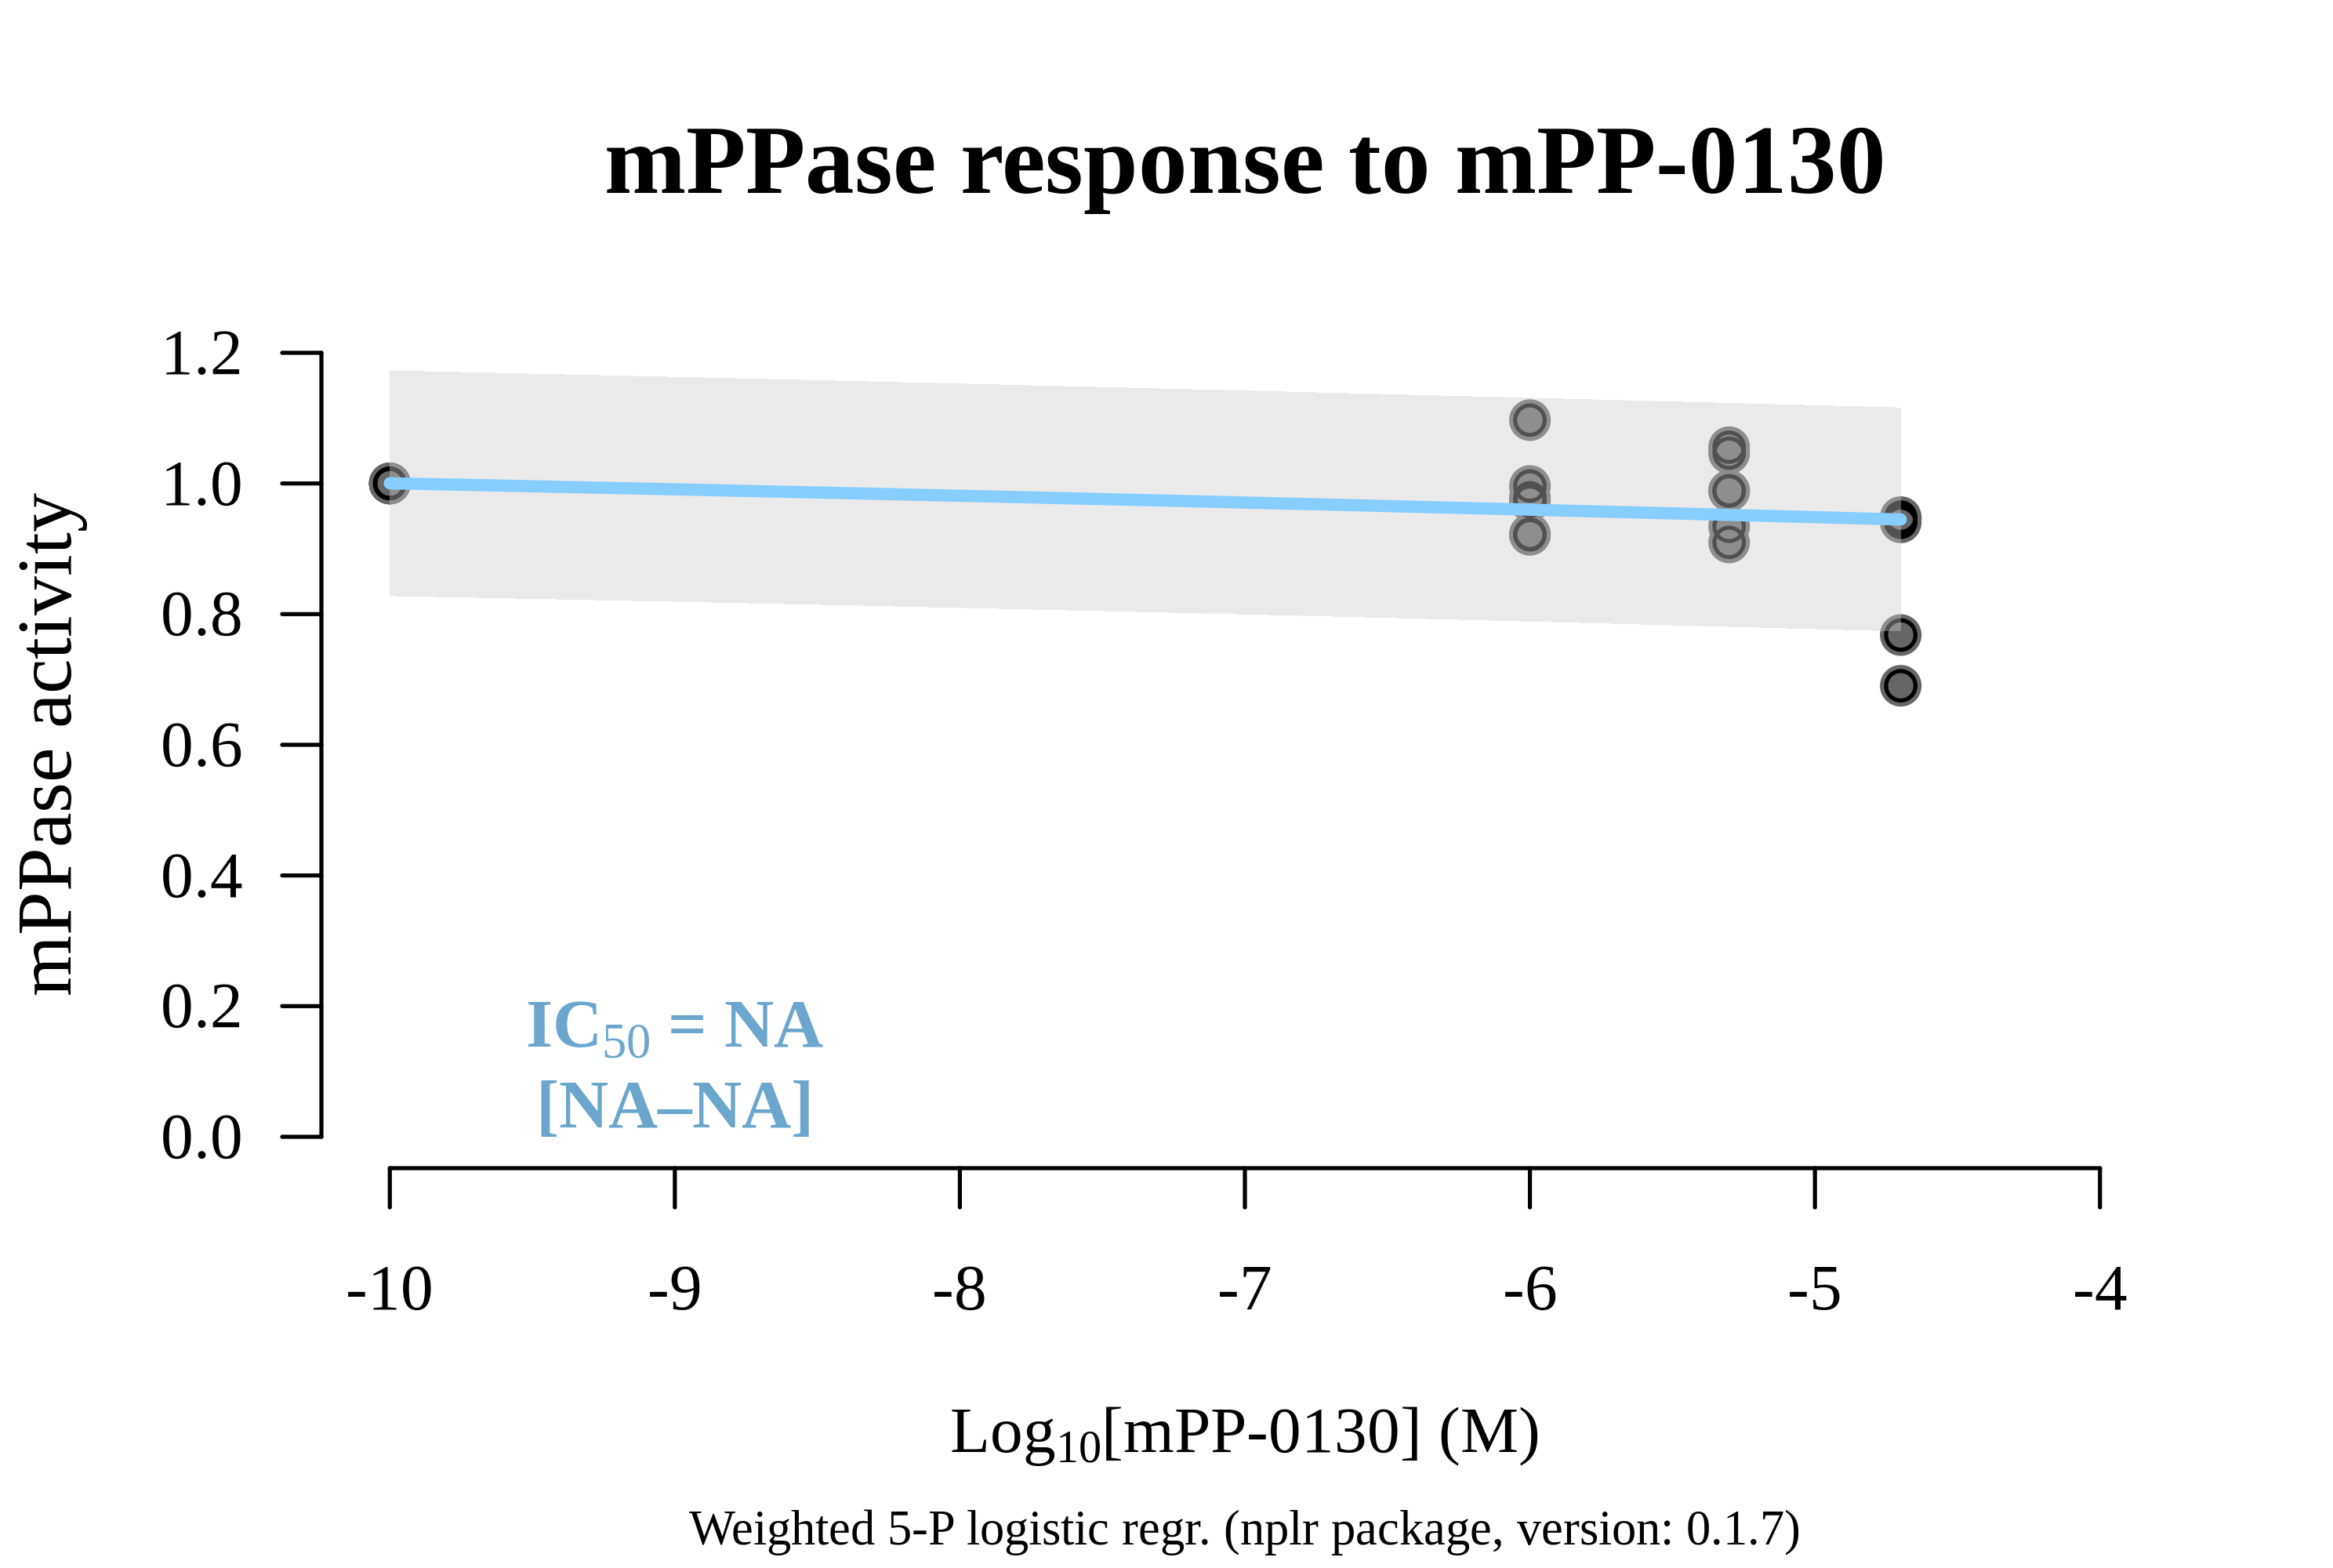 mPPase response to mPP-0130
mPPase activity
1.2
1.0
0.8
0.6
0.4
0.2
0.0
IC50 = NA
[NA–NA]
-10 -9 -8 -7 -6 -5 -4
Log10[mPP-0130] (M)
Weighted 5-P logistic regr. (nplr package, version: 0.1.7)